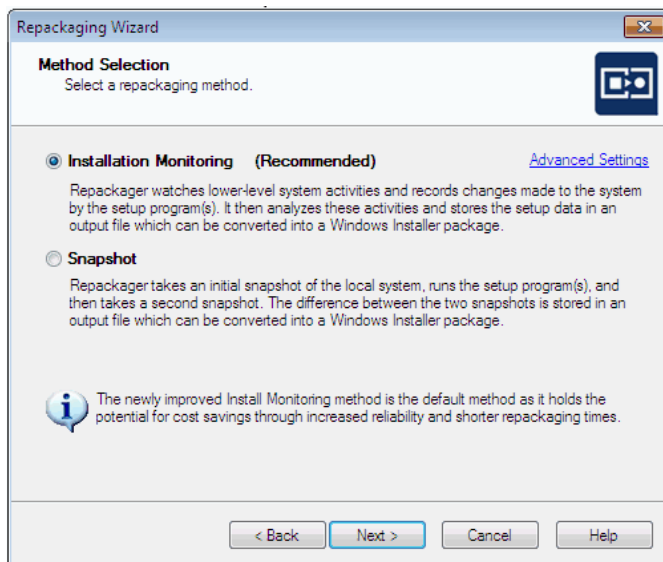 Repackaging Wizard
Method Selection
Select a repackaging method.
Installation Monitoring (Recommended) Advanced Settings
Repackager watches lower-level system activities and records changes made to the system
by the setup program(s). It then analyzes these activities and stores the setup data in an
output file which can be converted into a Windows Installer package.
Snapshot
Repackager takes an initial snapshot of the local system, runs the setup program(s), and
then takes a second snapshot. The difference between the two snapshots is stored in an
output file which can be converted into a Windows Installer package.
The newly improved Install Monitoring method is the default method as it holds the
potential for cost savings through increased reliability and shorter repackaging times.
< Back Next > Cancel Help